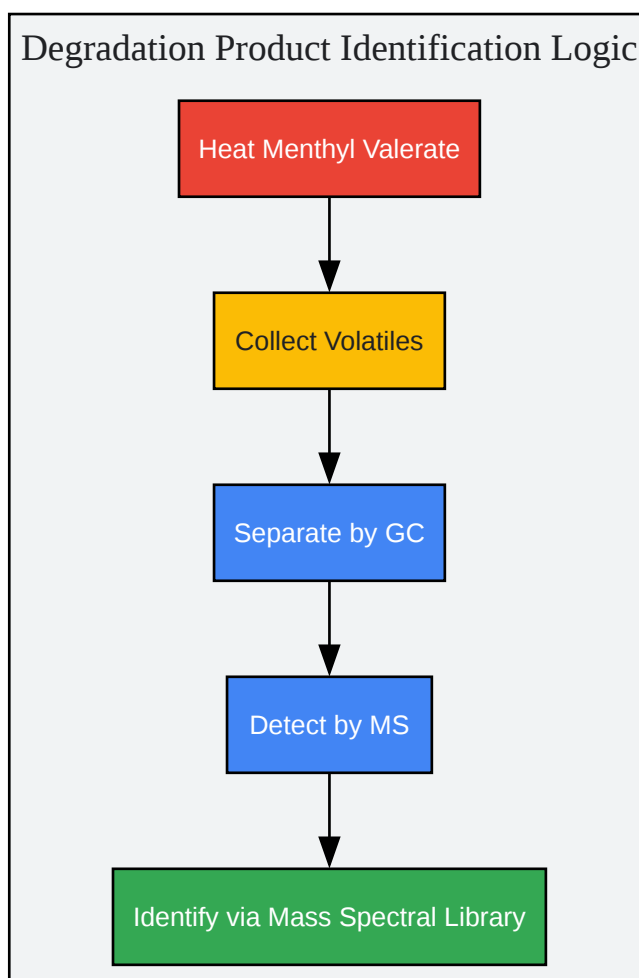 Degradation Product Identification Logic
Heat Menthyl Valerate
Collect Volatiles
Separate by GC
Detect by MS
Identify via Mass Spectral Library